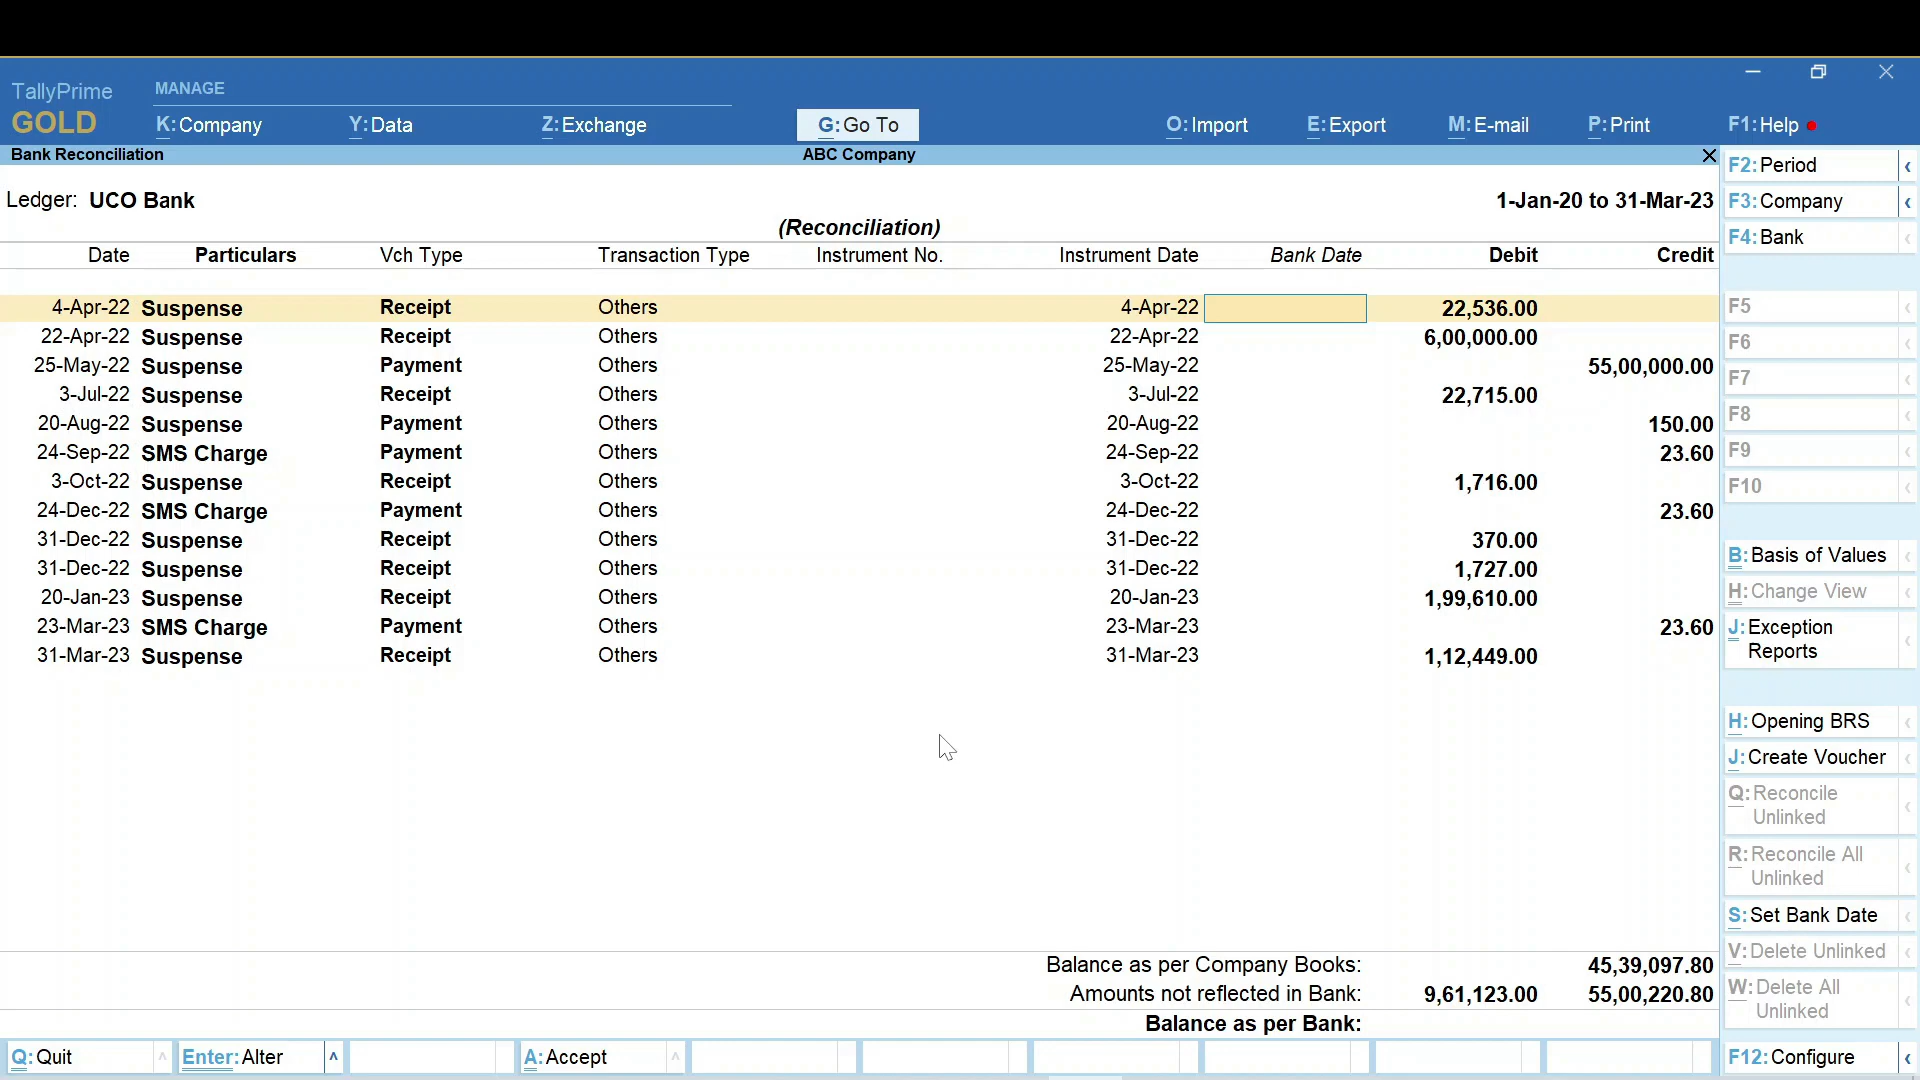 TallyPrime
GOLD
MANAGE
K:Company Y:Data Z:Exchange G:Go To O:Import E:Export M:E-mail P:Print F1:Help
Bank Reconciliation ABC Company
Ledger: UCO Bank 1-Jan-20 to 31-Mar-23
(Reconciliation)
Date Particulars Vch Type Transaction Type Instrument No. Instrument Date Bank Date Debit Credit
4-Apr-22 Suspense Receipt Others 4-Apr-22 22,536.00
22-Apr-22 Suspense Receipt Others 22-Apr-22 6,00,000.00
25-May-22 Suspense Payment Others 25-May-22 55,00,000.00
3-Jul-22 Suspense Receipt Others 3-Jul-22 22,715.00
20-Aug-22 Suspense Payment Others 20-Aug-22 150.00
24-Sep-22 SMS Charge Payment Others 24-Sep-22 23.60
3-Oct-22 Suspense Receipt Others 3-Oct-22 1,716.00
24-Dec-22 SMS Charge Payment Others 24-Dec-22 23.60
31-Dec-22 Suspense Receipt Others 31-Dec-22 370.00
31-Dec-22 Suspense Receipt Others 31-Dec-22 1,727.00
20-Jan-23 Suspense Receipt Others 20-Jan-23 1,99,610.00
23-Mar-23 SMS Charge Payment Others 23-Mar-23 23.60
31-Mar-23 Suspense Receipt Others 31-Mar-23 1,12,449.00
Balance as per Company Books: 45,39,097.80
Amounts not reflected in Bank: 9,61,123.00 55,00,220.80
Balance as per Bank:
F2:Period
F3:Company
F4:Bank
F5
F6
F7
F8
F9
F10
B:Basis of Values
H:Change View
J:Exception
Reports
H:Opening BRS
J:Create Voucher
Q:Reconcile
Unlinked
R:Reconcile All
Unlinked
S:Set Bank Date
V:Delete Unlinked
W:Delete All
Unlinked
Q:Quit Enter:Alter A:Accept F12:Configure